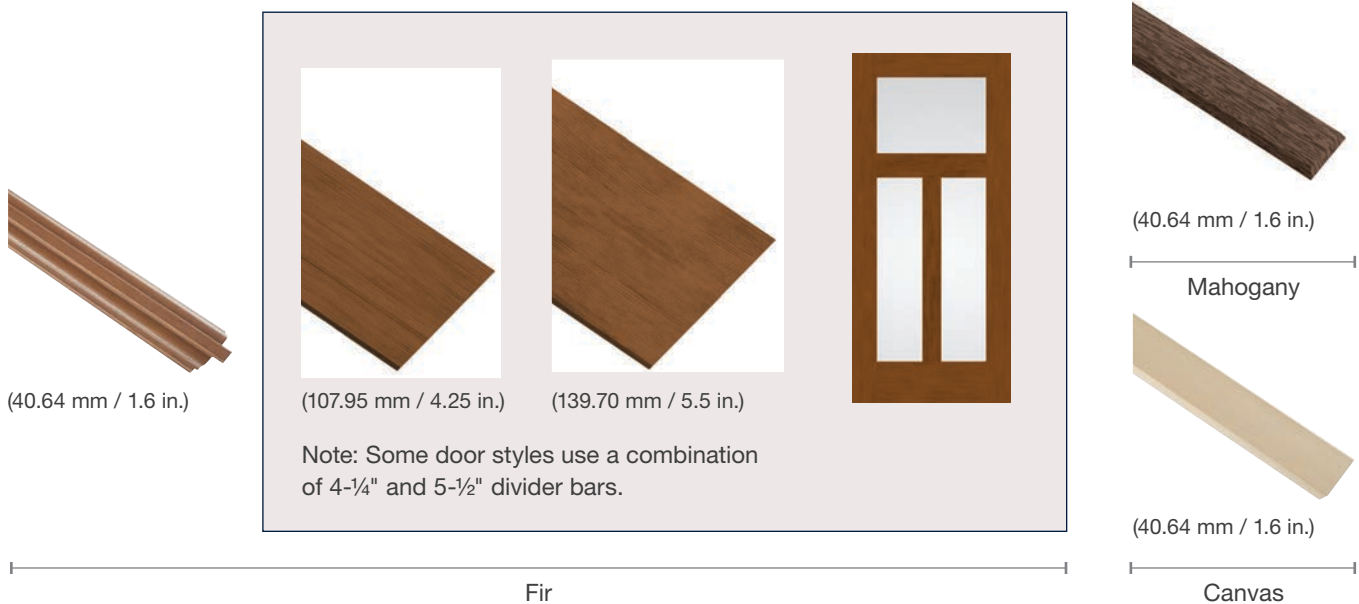 (40.64 mm / 1.6 in.)
(107.95 mm / 4.25 in.)
(139.70 mm / 5.5 in.)
Note: Some door styles use a combination
of 4-¼" and 5-½" divider bars.
Fir
(40.64 mm / 1.6 in.)
Mahogany
(40.64 mm / 1.6 in.)
Canvas